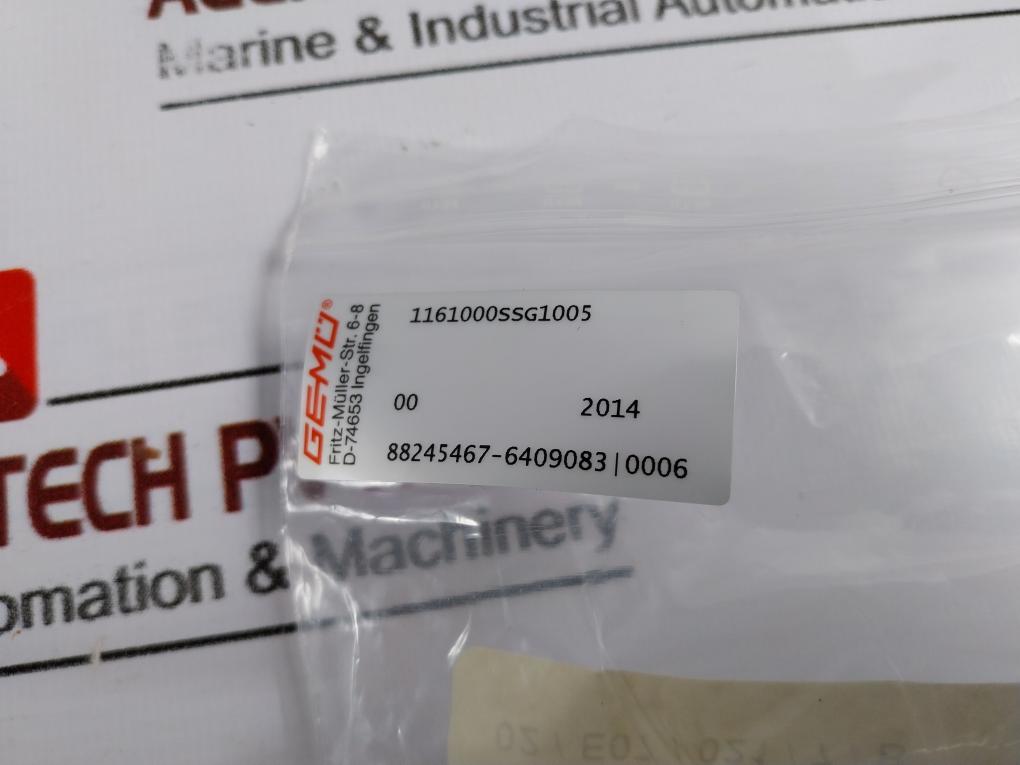 Marine & Industrial
1161000SSG1005
GEMÜ®
Fritz-Müller-Str. 6-8
D-74653 Ingelfingen
00 2014
88245467-6409083|0006
TECH P
omation & Machinery